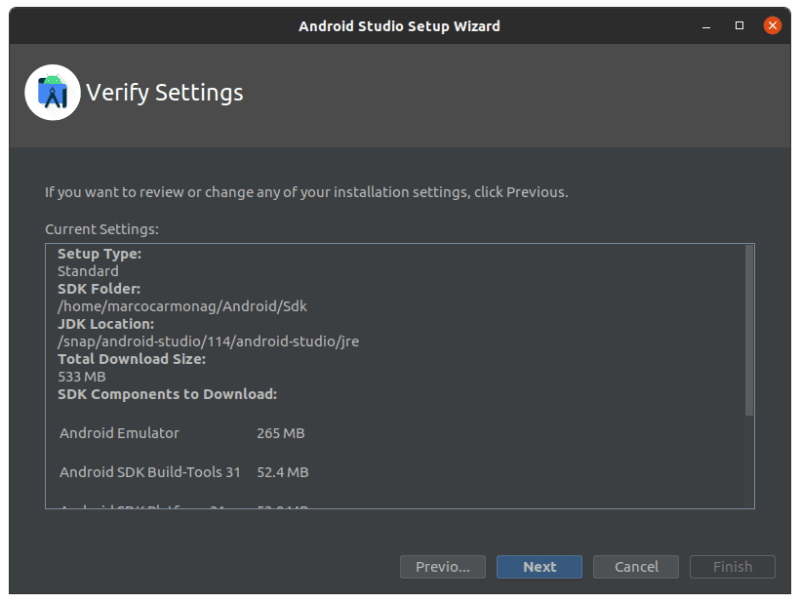 Android Studio Setup Wizard
Verify Settings
If you want to review or change any of your installation settings, click Previous.
Current Settings:
Setup Type:
Standard
SDK Folder:
/home/marcocarmonag/Android/Sdk
JDK Location:
/snap/android-studio/114/android-studio/jre
Total Download Size:
533 MB
SDK Components to Download:
Android Emulator 265 MB
Android SDK Build-Tools 31 52.4 MB
Previo... Next Cancel Finish